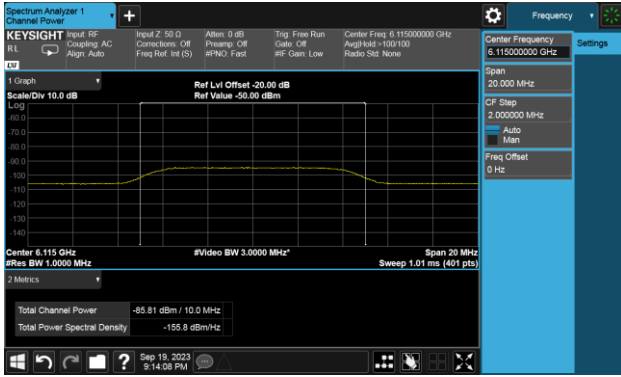 Spectrum Analyzer 1
Channel Power
Frequency
KEYSIGHT
RL
LXI
Input: RF
Coupling: AC
Align: Auto
Input Z: 50 Ω
Corrections: Off
Freq Ref: Int (S)
Atten: 0 dB
Preamp: Off
#PNO: Fast
Trig: Free Run
Gate: Off
#IF Gain: Low
Center Freq: 6.115000000 GHz
Avg|Hold:>100/100
Radio Std: None
1 Graph
Scale/Div 10.0 dB
Ref Lvl Offset -20.00 dB
Ref Value -50.00 dBm
Log
-60.0
-70.0
-80.0
-90.0
-100
-110
-120
-130
-140
Center 6.115 GHz
#Video BW 3.0000 MHz*
Span 20 MHz
#Res BW 1.0000 MHz
Sweep 1.01 ms (401 pts)
2 Metrics
Total Channel Power -85.81 dBm / 10.0 MHz
Total Power Spectral Density -155.8 dBm/Hz
Sep 19, 2023
9:14:08 PM
Center Frequency
6.115000000 GHz
Settings
Span
20.000 MHz
CF Step
2.000000 MHz
Auto
Man
Freq Offset
0 Hz